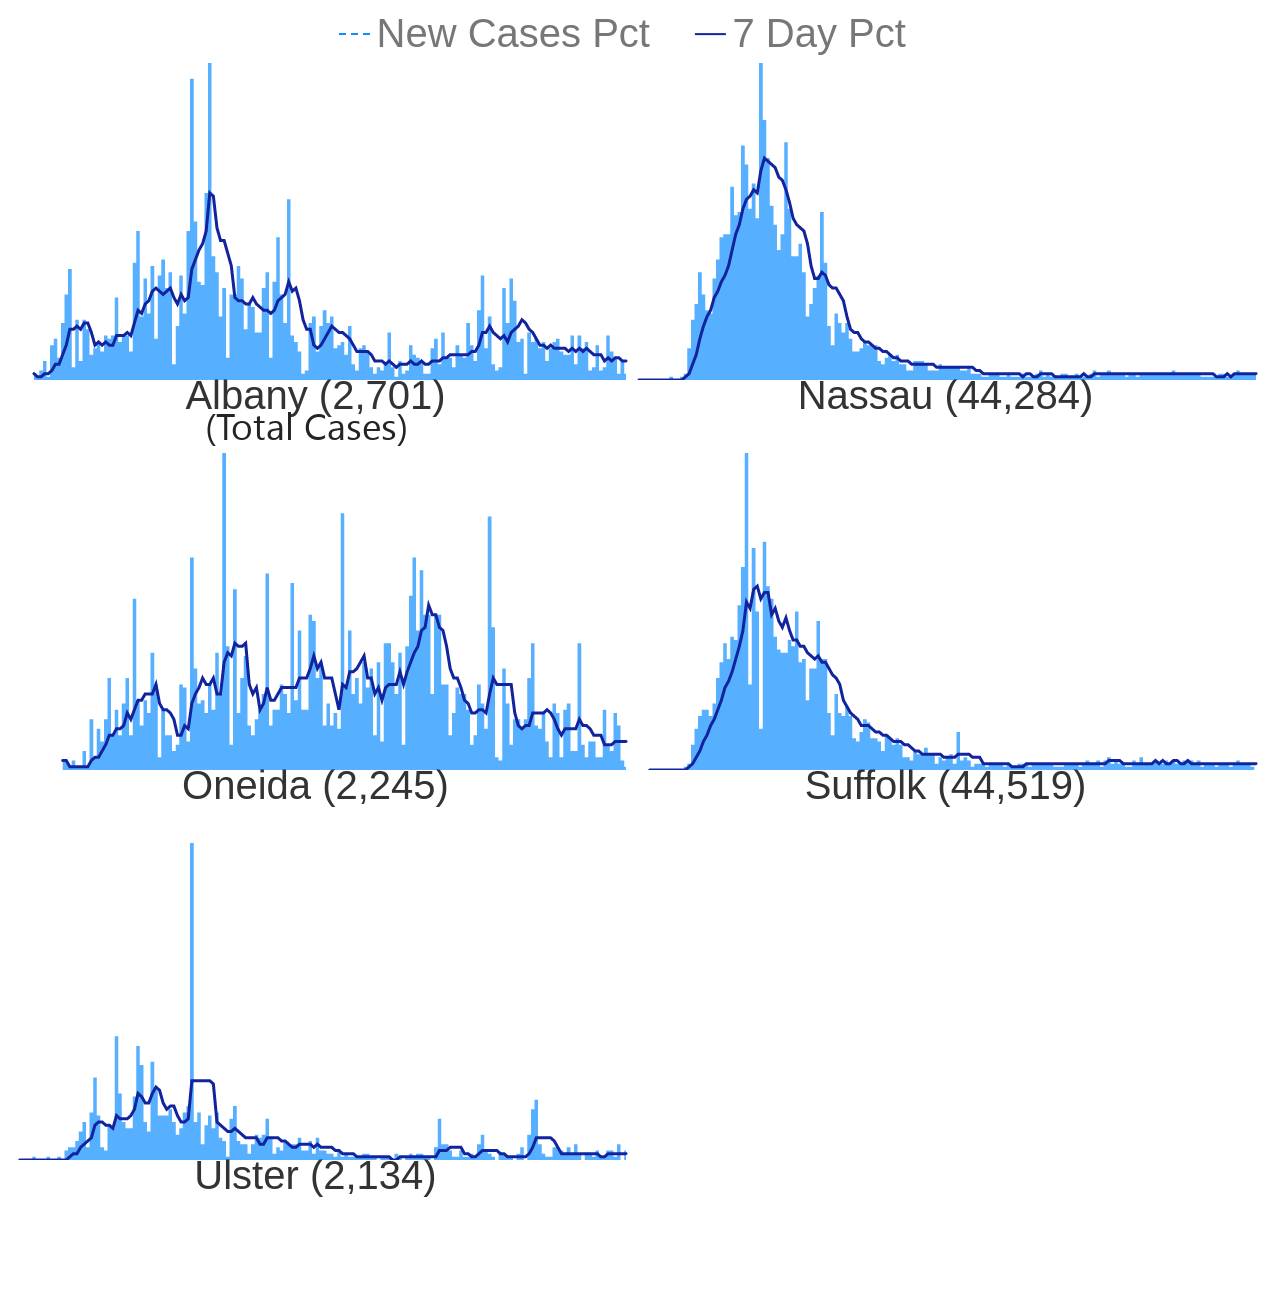 New Cases Pct 7 Day Pct
Albany (2,701) Nassau (44,284)
(Total Cases)
Oneida (2,245) Suffolk (44,519)
Ulster (2,134)